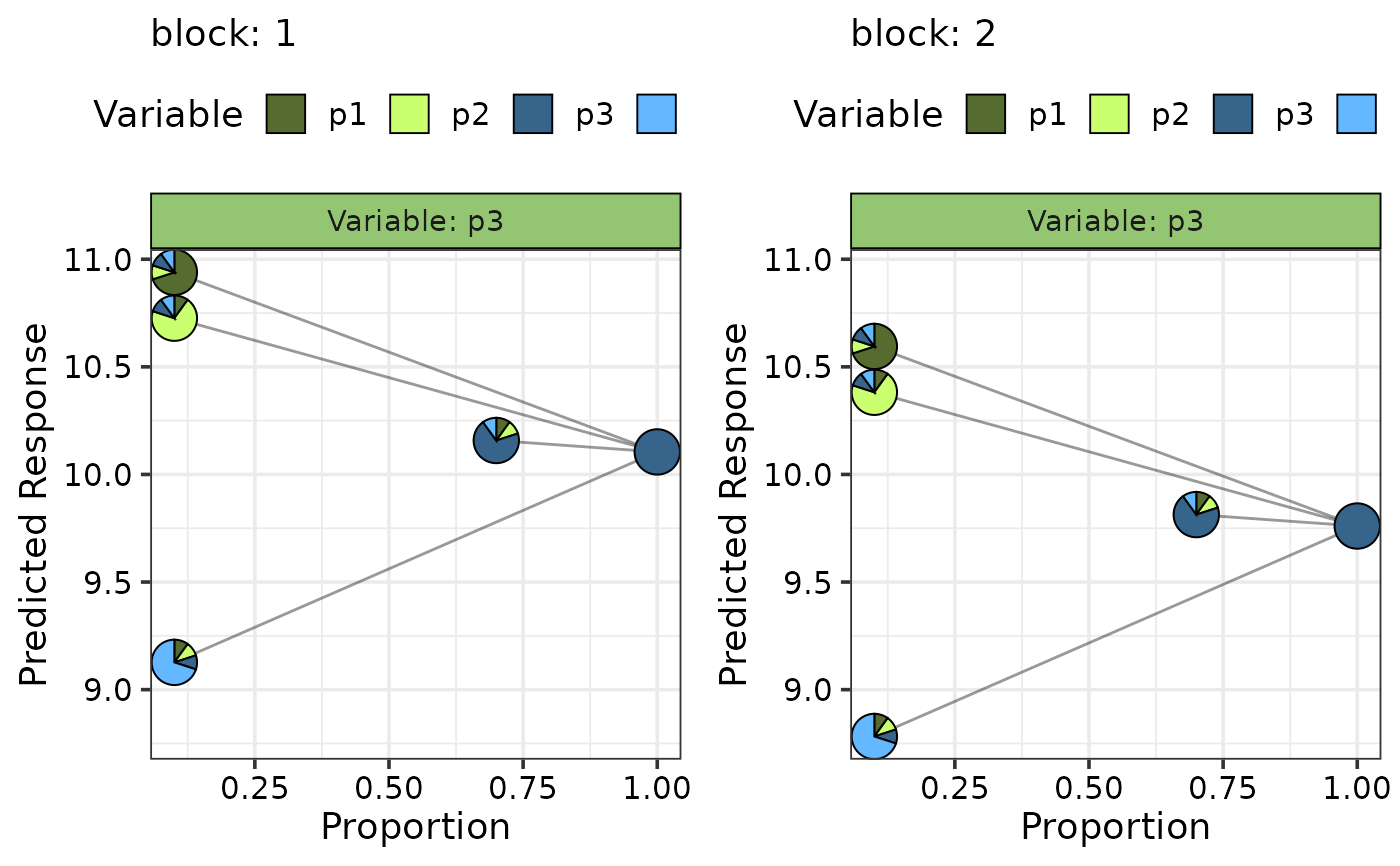 block: 1
Variable p1 p2 p3
Variable: p3
Predicted Response
11.0
10.5
10.0
9.5
9.0
0.25 0.50 0.75 1.00
Proportion
block: 2
Variable p1 p2 p3
Variable: p3
Predicted Response
11.0
10.5
10.0
9.5
9.0
0.25 0.50 0.75 1.00
Proportion